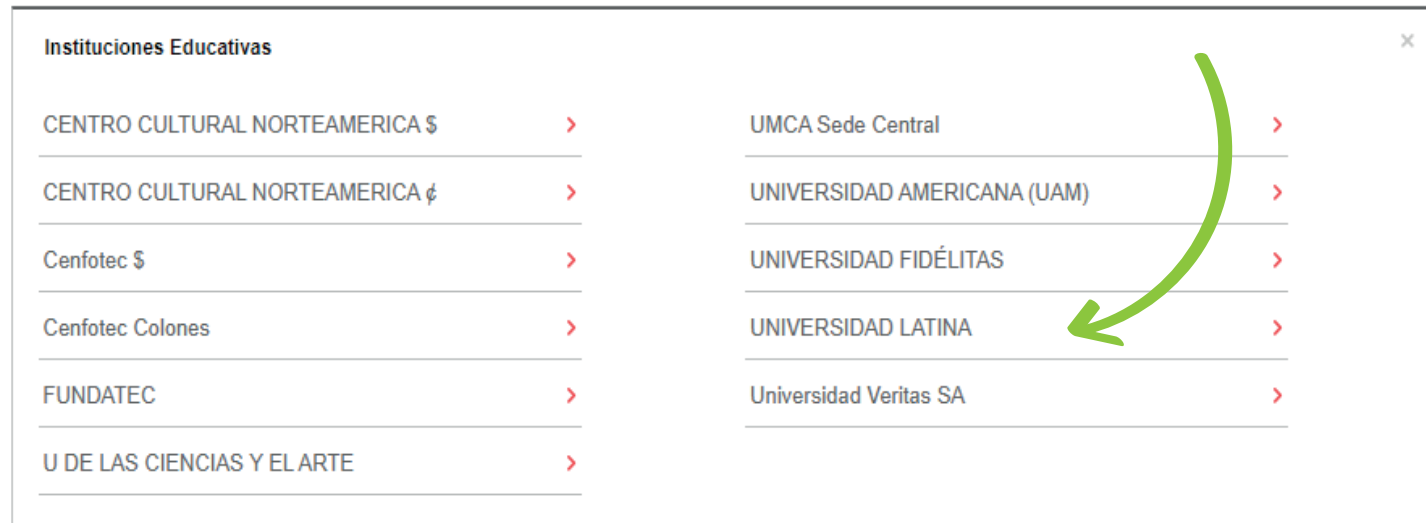 Instituciones Educativas
CENTRO CULTURAL NORTEAMERICA $
CENTRO CULTURAL NORTEAMERICA ¢
Cenfotec $
Cenfotec Colones
FUNDATEC
U DE LAS CIENCIAS Y EL ARTE
UMCA Sede Central
UNIVERSIDAD AMERICANA (UAM)
UNIVERSIDAD FIDÉLITAS
UNIVERSIDAD LATINA
Universidad Veritas SA